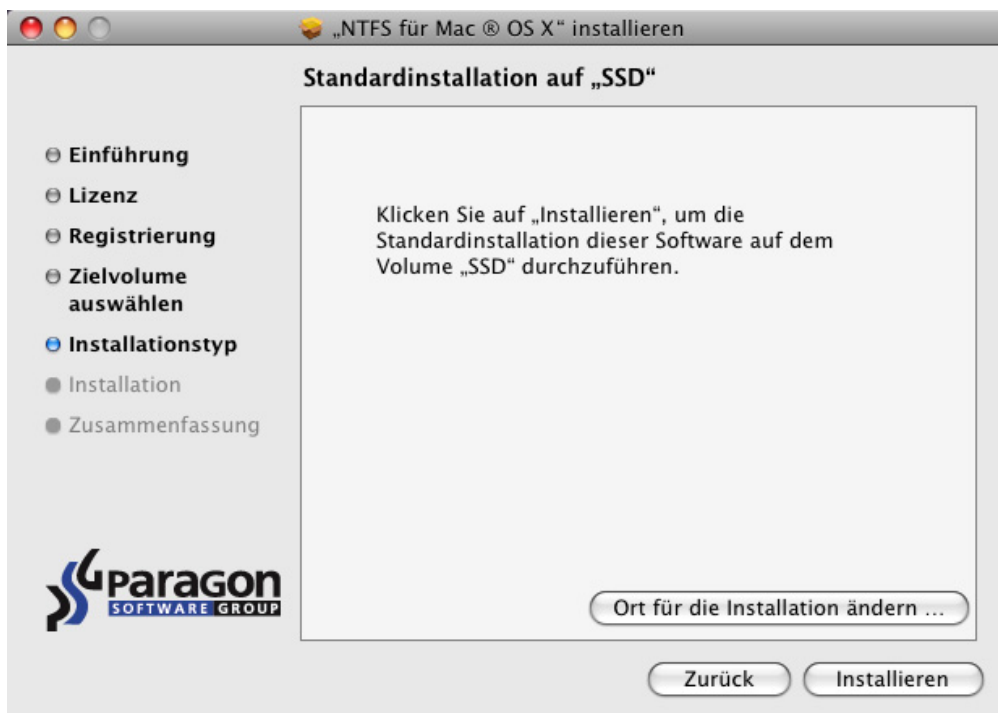 „NTFS für Mac ® OS X“ installieren
Standardinstallation auf „SSD“
Einführung
Lizenz
Registrierung
Zielvolume
auswählen
Installationstyp
Installation
Zusammenfassung
Klicken Sie auf „Installieren“, um die
Standardinstallation dieser Software auf dem
Volume „SSD“ durchzuführen.
Paragon
SOFTWARE GROUP
Ort für die Installation ändern ...
Zurück
Installieren